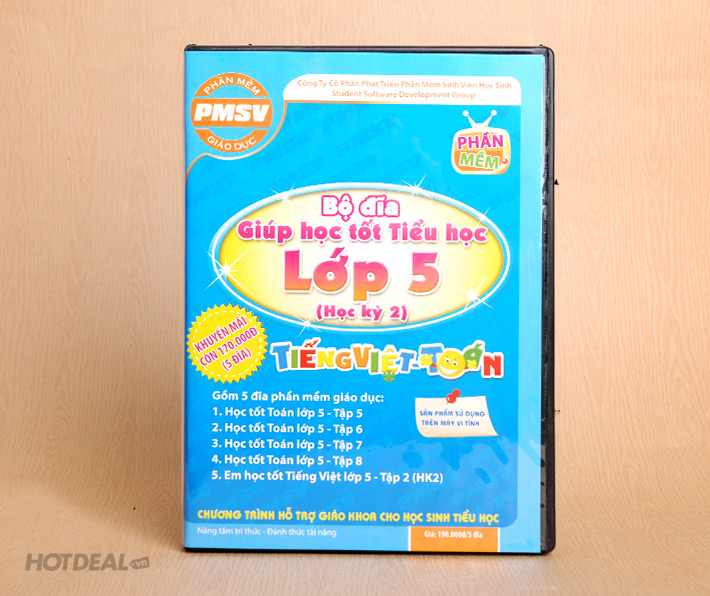 PHẦN MỀM
PMSV
GIÁO DỤC
Công Ty Cổ Phần Phát Triển Phần Mềm Sinh Viên Học Sinh
Student Software Development Group
PHẦN
MỀM
Bộ đĩa
Giúp học tốt Tiểu học
Lớp 5
(Học kỳ 2)
KHUYẾN MÃI
CÒN 170.000Đ
(5 ĐĨA)
TIẾNG VIỆT-TOÁN
Gồm 5 đĩa phần mềm giáo dục:
1. Học tốt Toán lớp 5 - Tập 5
2. Học tốt Toán lớp 5 - Tập 6
3. Học tốt Toán lớp 5 - Tập 7
4. Học tốt Toán lớp 5 - Tập 8
5. Em học tốt Tiếng Việt lớp 5 - Tập 2 (HK2)
SẢN PHẨM SỬ DỤNG
TRÊN MÁY VI TÍNH
CHƯƠNG TRÌNH HỖ TRỢ GIÁO KHOA CHO HỌC SINH TIỂU HỌC
Nâng tầm tri thức - Đánh thức tài năng
Giá: 190.000đ/5 đĩa
HOTDEAL.vn